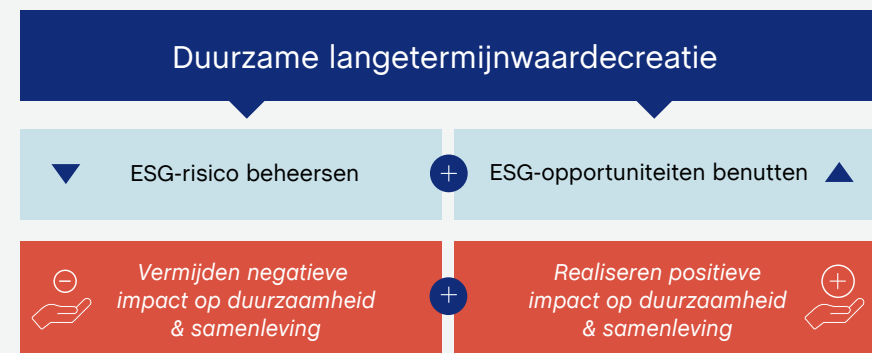 Duurzame langetermijnwaardecreatie
ESG-risico beheersen
ESG-opportuniteiten benutten
Vermijden negatieve
impact op duurzaamheid
& samenleving
Realiseren positieve
impact op duurzaamheid
& samenleving